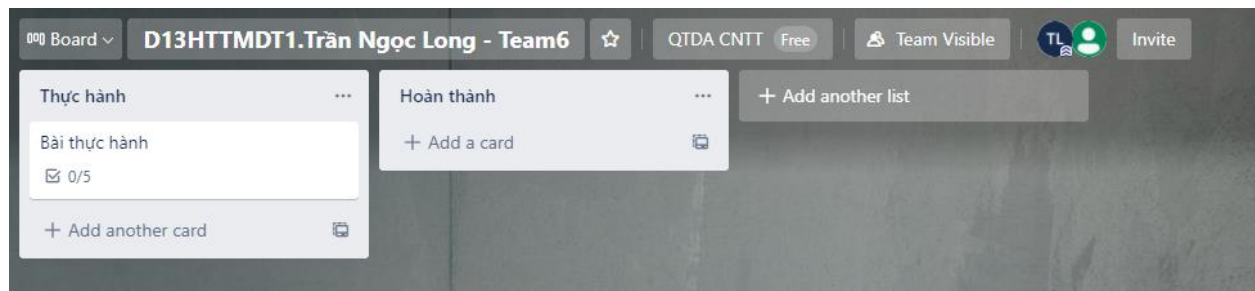 Board
D13HTTMDT1.Trần Ngọc Long - Team6
QTDA CNTT Free
Team Visible
TL
Invite
Thực hành
Bài thực hành
0/5
+ Add another card
Hoàn thành
+ Add a card
+ Add another list